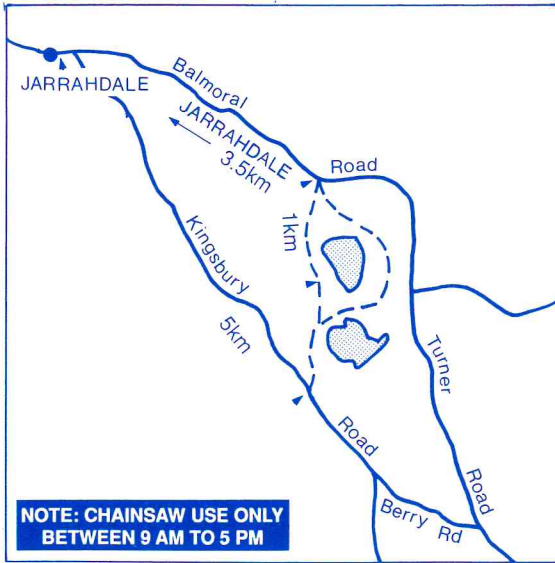 JARRAHDALE
Balmoral
Road
JARRAHDALE
3.5km
1km
Kingsbury
5km
Road
Turner
Road
Berry Rd
NOTE: CHAINSAW USE ONLY
BETWEEN 9 AM TO 5 PM